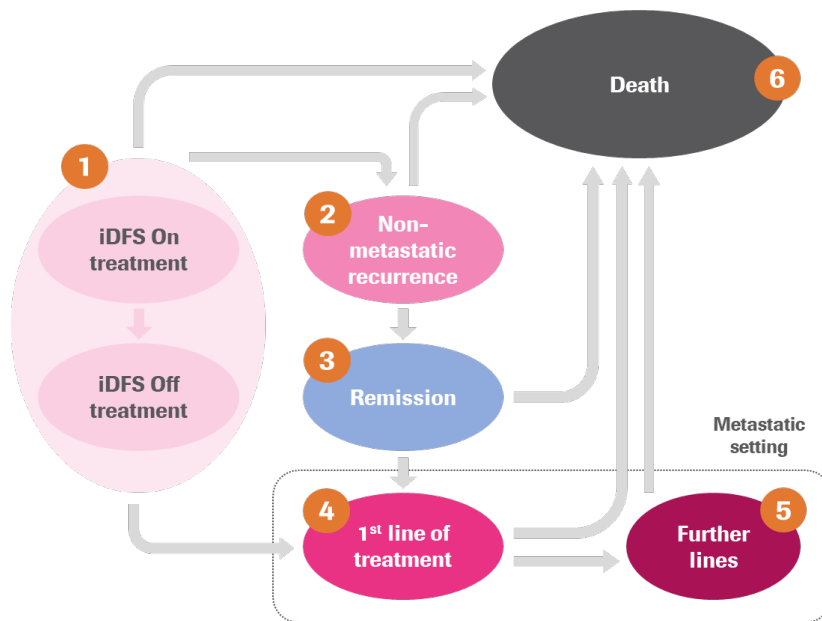 Death
6
1
iDFS On
treatment
iDFS Off
treatment
2
Non-
metastatic
recurrence
3
Remission
Metastatic
setting
4
1st line of
treatment
5
Further
lines